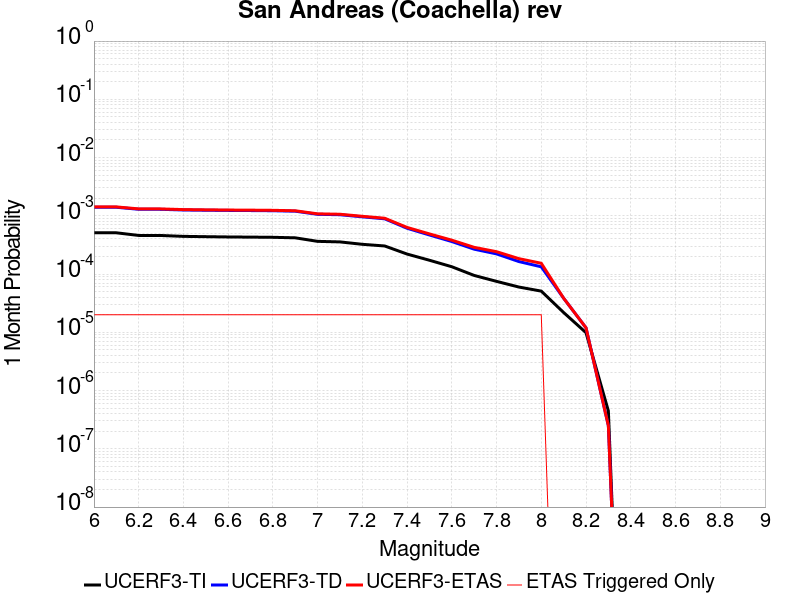 San Andreas (Coachella) rev
10^0
10^-1
10^-2
10^-3
10^-4
10^-5
10^-6
10^-7
10^-8
1 Month Probability
6 6.2 6.4 6.6 6.8 7 7.2 7.4 7.6 7.8 8 8.2 8.4 8.6 8.8 9
Magnitude
UCERF3-TI UCERF3-TD UCERF3-ETAS ETAS Triggered Only